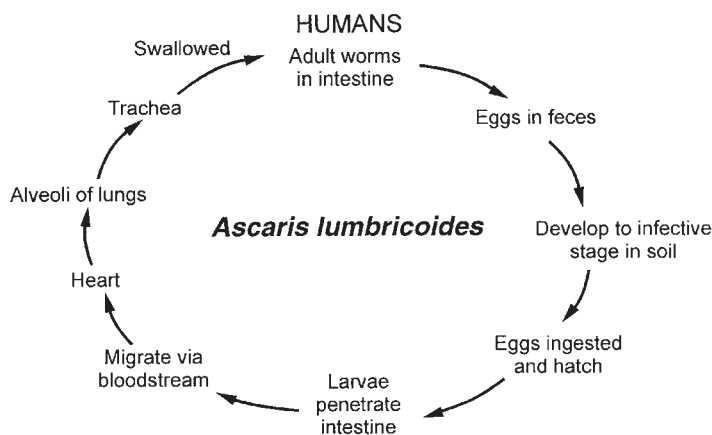 HUMANS
Adult worms
in intestine
Eggs in feces
Develop to infective
stage in soil
Eggs ingested
and hatch
Larvae
penetrate
intestine
Migrate via
bloodstream
Heart
Alveoli of lungs
Trachea
Swallowed
Ascaris lumbricoides